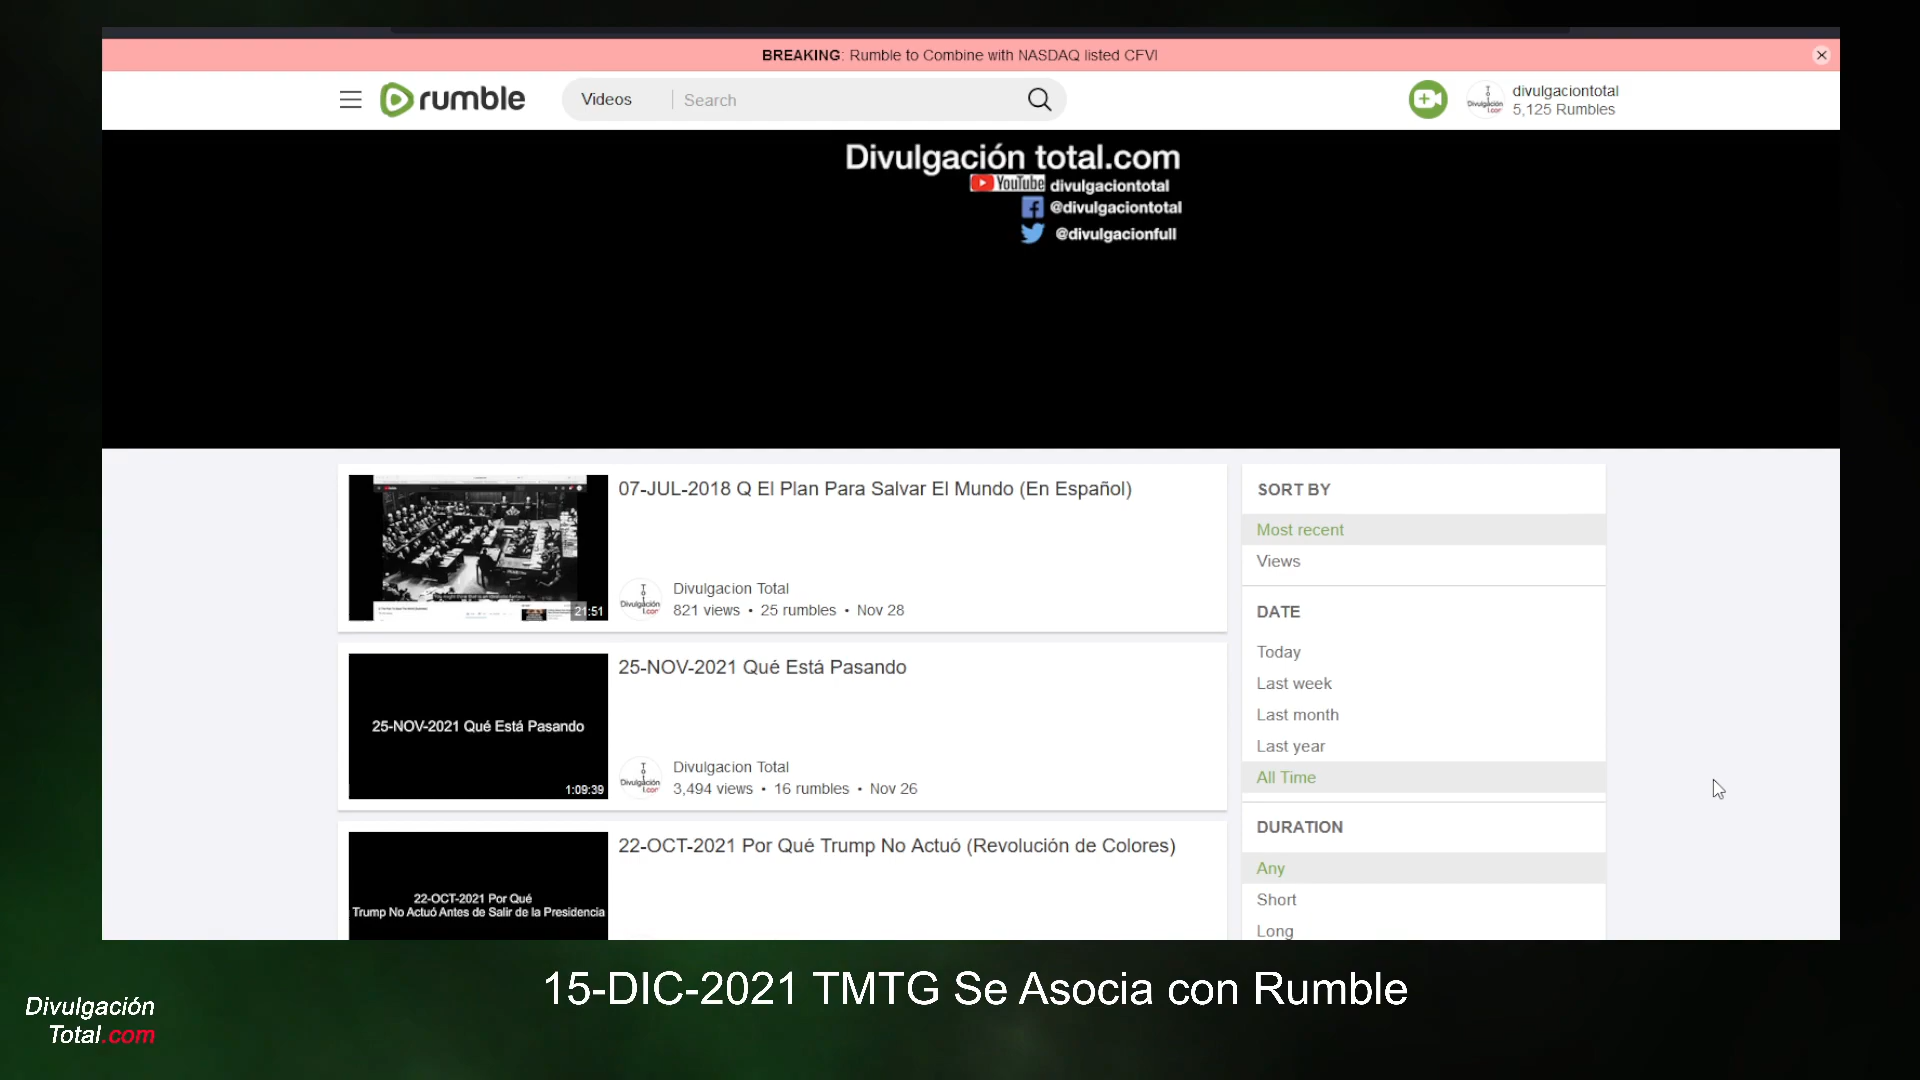 BREAKING: Rumble to Combine with NASDAQ listed CFVI
rumble
Videos
Search
divulgaciontotal
5,125 Rumbles
Divulgación total.com
YouTube divulgaciontotal
@divulgaciontotal
@divulgacionfull
07-JUL-2018 Q El Plan Para Salvar El Mundo (En Español)
21:51
Divulgacion Total
821 views • 25 rumbles • Nov 28
25-NOV-2021 Qué Está Pasando
25-NOV-2021 Qué Está Pasando
1:09:39
Divulgacion Total
3,494 views • 16 rumbles • Nov 26
22-OCT-2021 Por Qué Trump No Actuó (Revolución de Colores)
22-OCT-2021 Por Qué
Trump No Actuó Antes de Salir de la Presidencia
SORT BY
Most recent
Views
DATE
Today
Last week
Last month
Last year
All Time
DURATION
Any
Short
Long
15-DIC-2021 TMTG Se Asocia con Rumble
Divulgación
Total.com